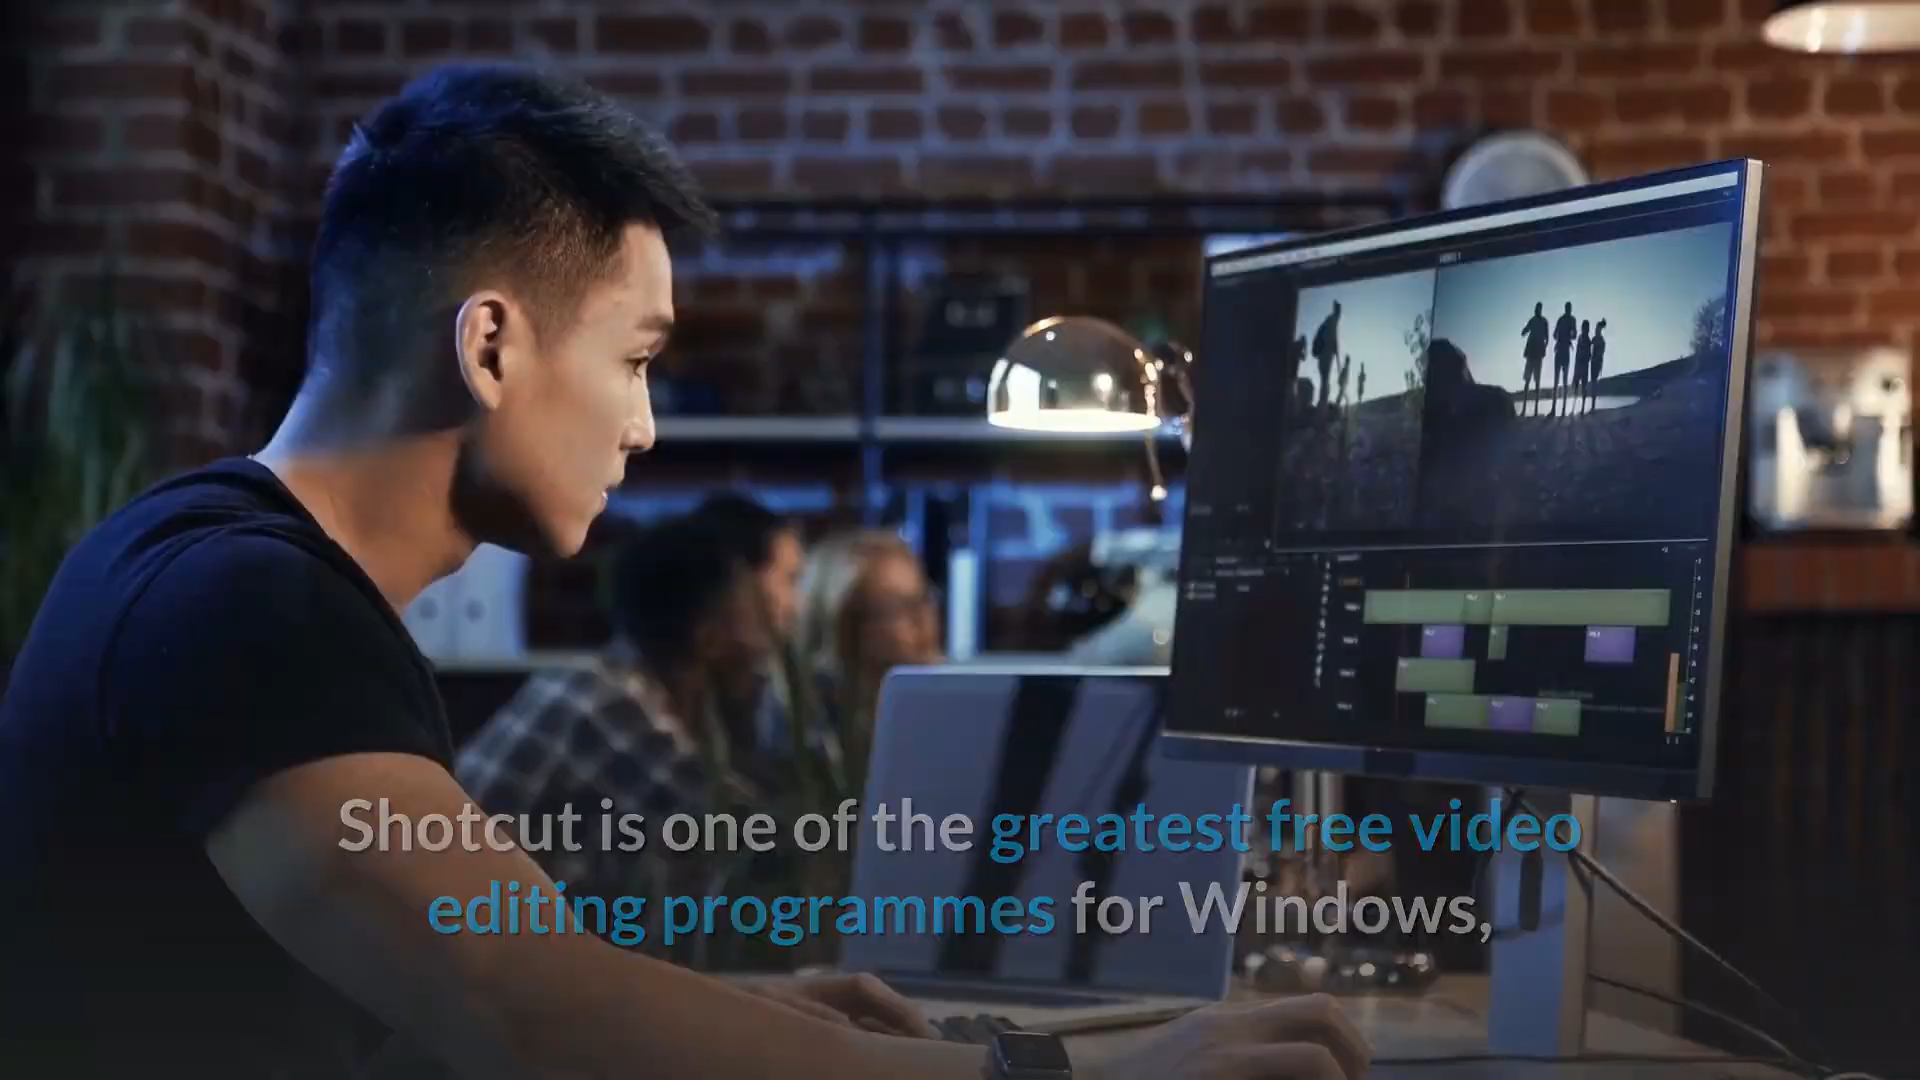 Shotcut is one of the greatest free video
editing programmes for Windows,